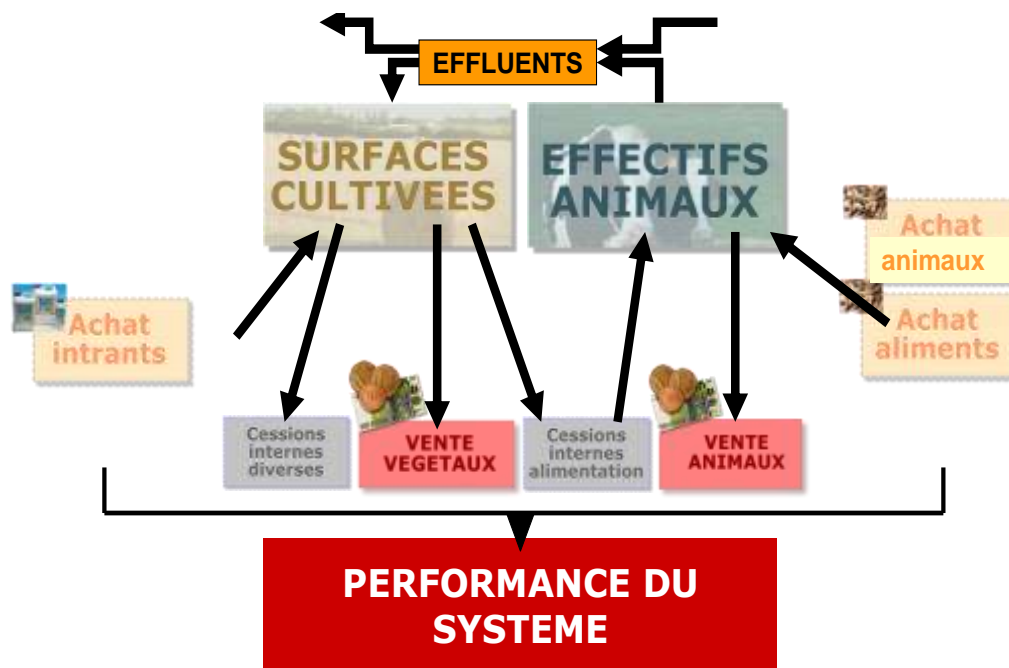 EFFLUENTS
SURFACES
CULTIVEES
EFFECTIFS
ANIMAUX
Achat
animaux
Achat
intrants
Achat
aliments
Cessions
internes
diverses
VENTE
VEGETAUX
Cessions
internes
alimentation
VENTE
ANIMAUX
PERFORMANCE DU
SYSTEME